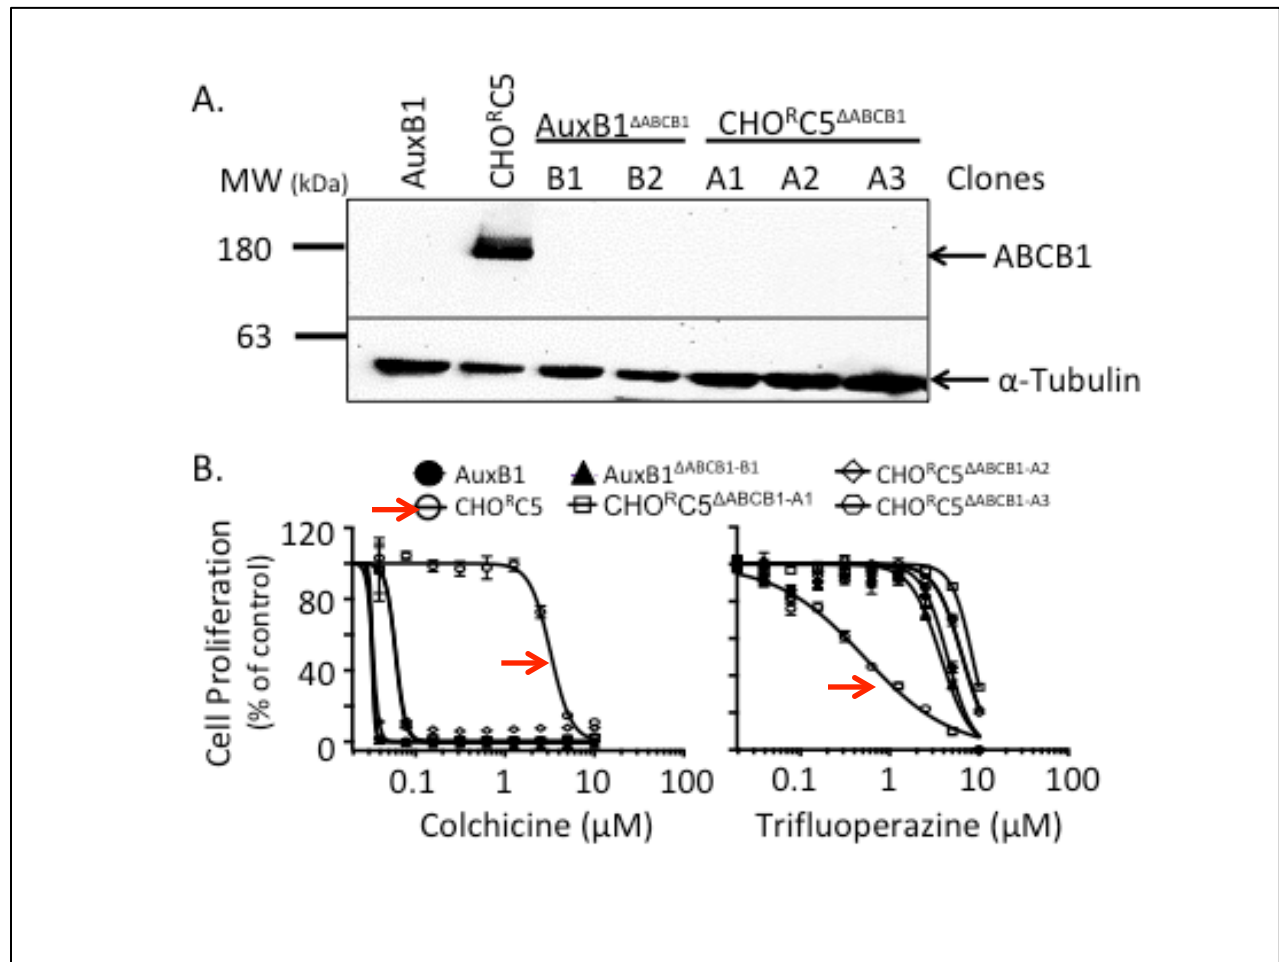 A.
AuxB1
CHOᴿC5
AuxB1ΔABCB1
CHOᴿC5ΔABCB1
MW (kDa)
B1 B2 A1 A2 A3 Clones
180
ABCB1
63
α-Tubulin
B.
AuxB1 AuxB1ΔABCB1-B1 CHOᴿC5ΔABCB1-A2
CHOᴿC5 CHOᴿC5ΔABCB1-A1 CHOᴿC5ΔABCB1-A3
Cell Proliferation
(% of control)
120
80
40
0
0.1 1 10 100
Colchicine (μM)
0.1 1 10 100
Trifluoperazine (μM)